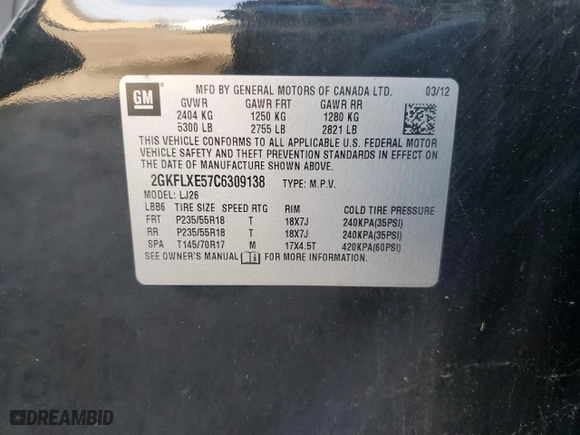 MFD BY GENERAL MOTORS OF CANADA LTD. 03/12
GM
GVWR GAWR FRT GAWR RR
2404 KG 1250 KG 1280 KG
5300 LB 2755 LB 2821 LB
THIS VEHICLE CONFORMS TO ALL APPLICABLE U.S. FEDERAL MOTOR
VEHICLE SAFETY AND THEFT PREVENTION STANDARDS IN EFFECT ON THE
DATE OF MANUFACTURE SHOWN ABOVE.
2GKFLXE57C6309138 TYPE: M.P.V.
MODEL: LJ26
LBB6 TIRE SIZE SPEED RTG RIM COLD TIRE PRESSURE
FRT P235/55R18 T 18X7J 240KPA(35PSI)
RR P235/55R18 T 18X7J 240KPA(35PSI)
SPA T145/70R17 M 17X4.5T 420KPA(60PSI)
SEE OWNER'S MANUAL FOR MORE INFORMATION.
DREAMBID